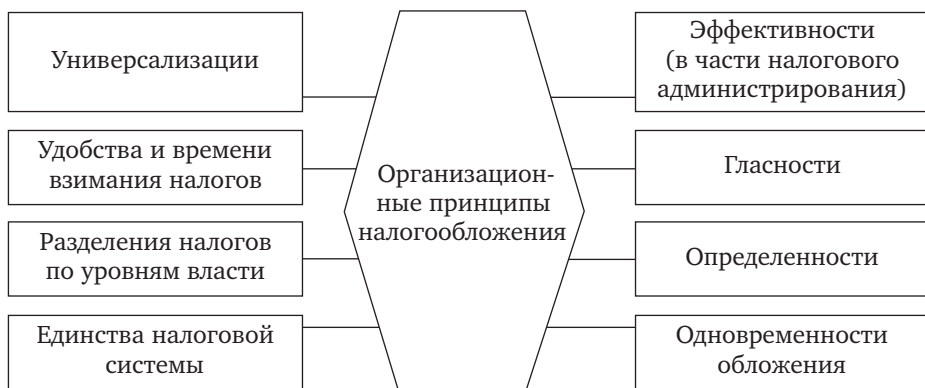 Универсализации
Удобства и времени
взимания налогов
Разделения налогов
по уровням власти
Единства налоговой
системы
Организацион-
ные принципы
налогообложения
Эффективности
(в части налогового
администрирования)
Гласности
Определенности
Одновременности
обложения